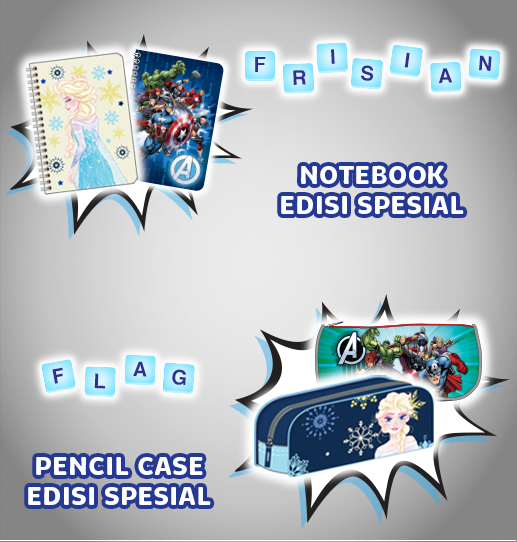 FRISIAN
NOTEBOOK
EDISI SPESIAL
FLAG
PENCIL CASE
EDISI SPESIAL